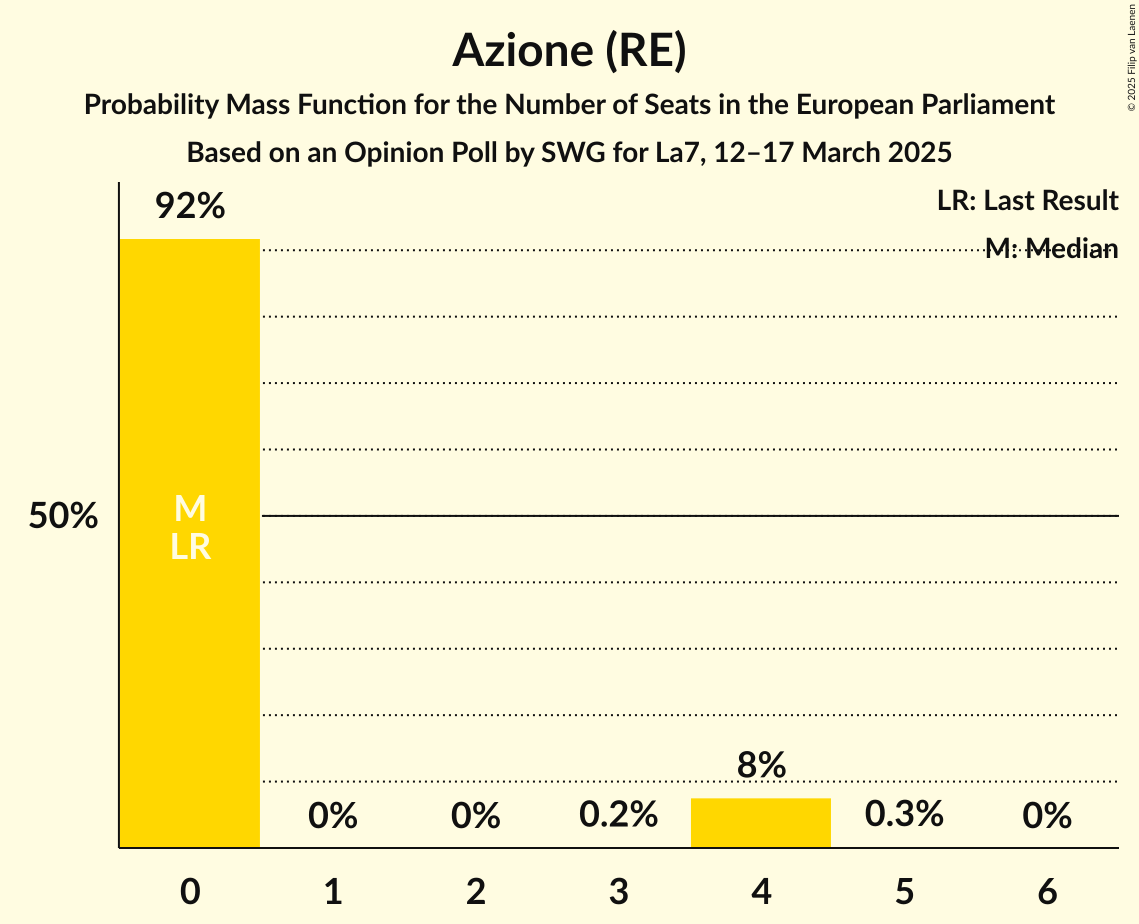 Azione (RE)
Probability Mass Function for the Number of Seats in the European Parliament
Based on an Opinion Poll by SWG for La7, 12–17 March 2025
© 2025 Filip van Laenen
LR: Last Result
M: Median
92%
50%
M
LR
0%
0%
0.2%
8%
0.3%
0%
0
1
2
3
4
5
6